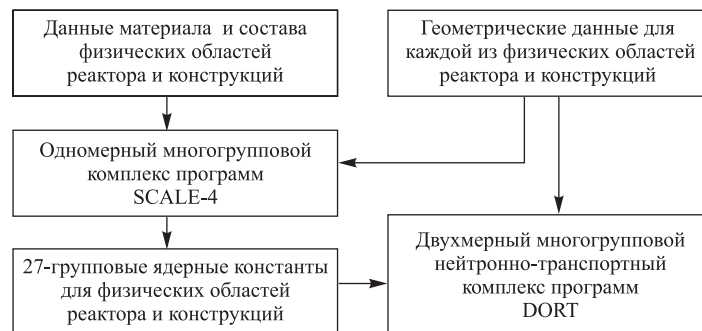 Данные материала и состава
физических областей
реактора и конструкций
Геометрические данные для
каждой из физических областей
реактора и конструкций
Одномерный многогрупповой
комплекс программ
SCALE-4
27-групповые ядерные константы
для физических областей
реактора и конструкций
Двухмерный многогрупповой
нейтронно-транспортный
комплекс программ
DORT